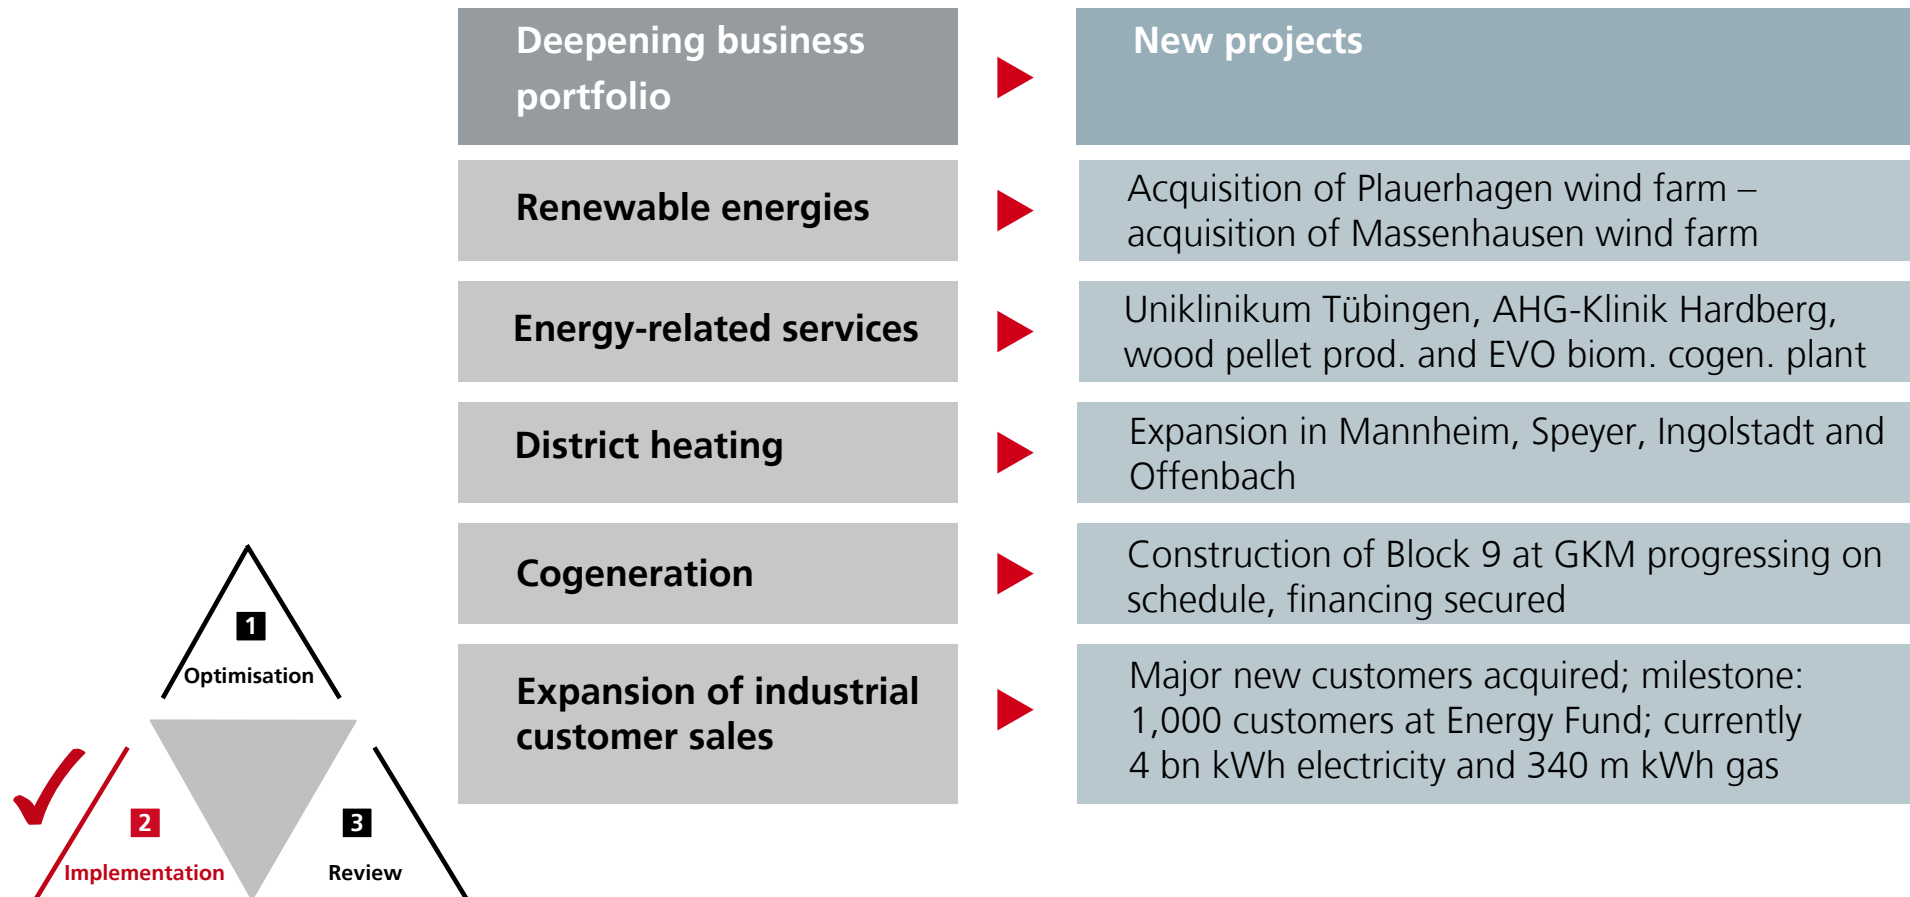 Deepening business
portfolio
New projects
Renewable energies
Acquisition of Plauerhagen wind farm –
acquisition of Massenhausen wind farm
Energy-related services
Uniklinikum Tübingen, AHG-Klinik Hardberg,
wood pellet prod. and EVO biom. cogen. plant
District heating
Expansion in Mannheim, Speyer, Ingolstadt and
Offenbach
Cogeneration
Construction of Block 9 at GKM progressing on
schedule, financing secured
Expansion of industrial
customer sales
Major new customers acquired; milestone:
1,000 customers at Energy Fund; currently
4 bn kWh electricity and 340 m kWh gas
1
Optimisation
2
Implementation
3
Review